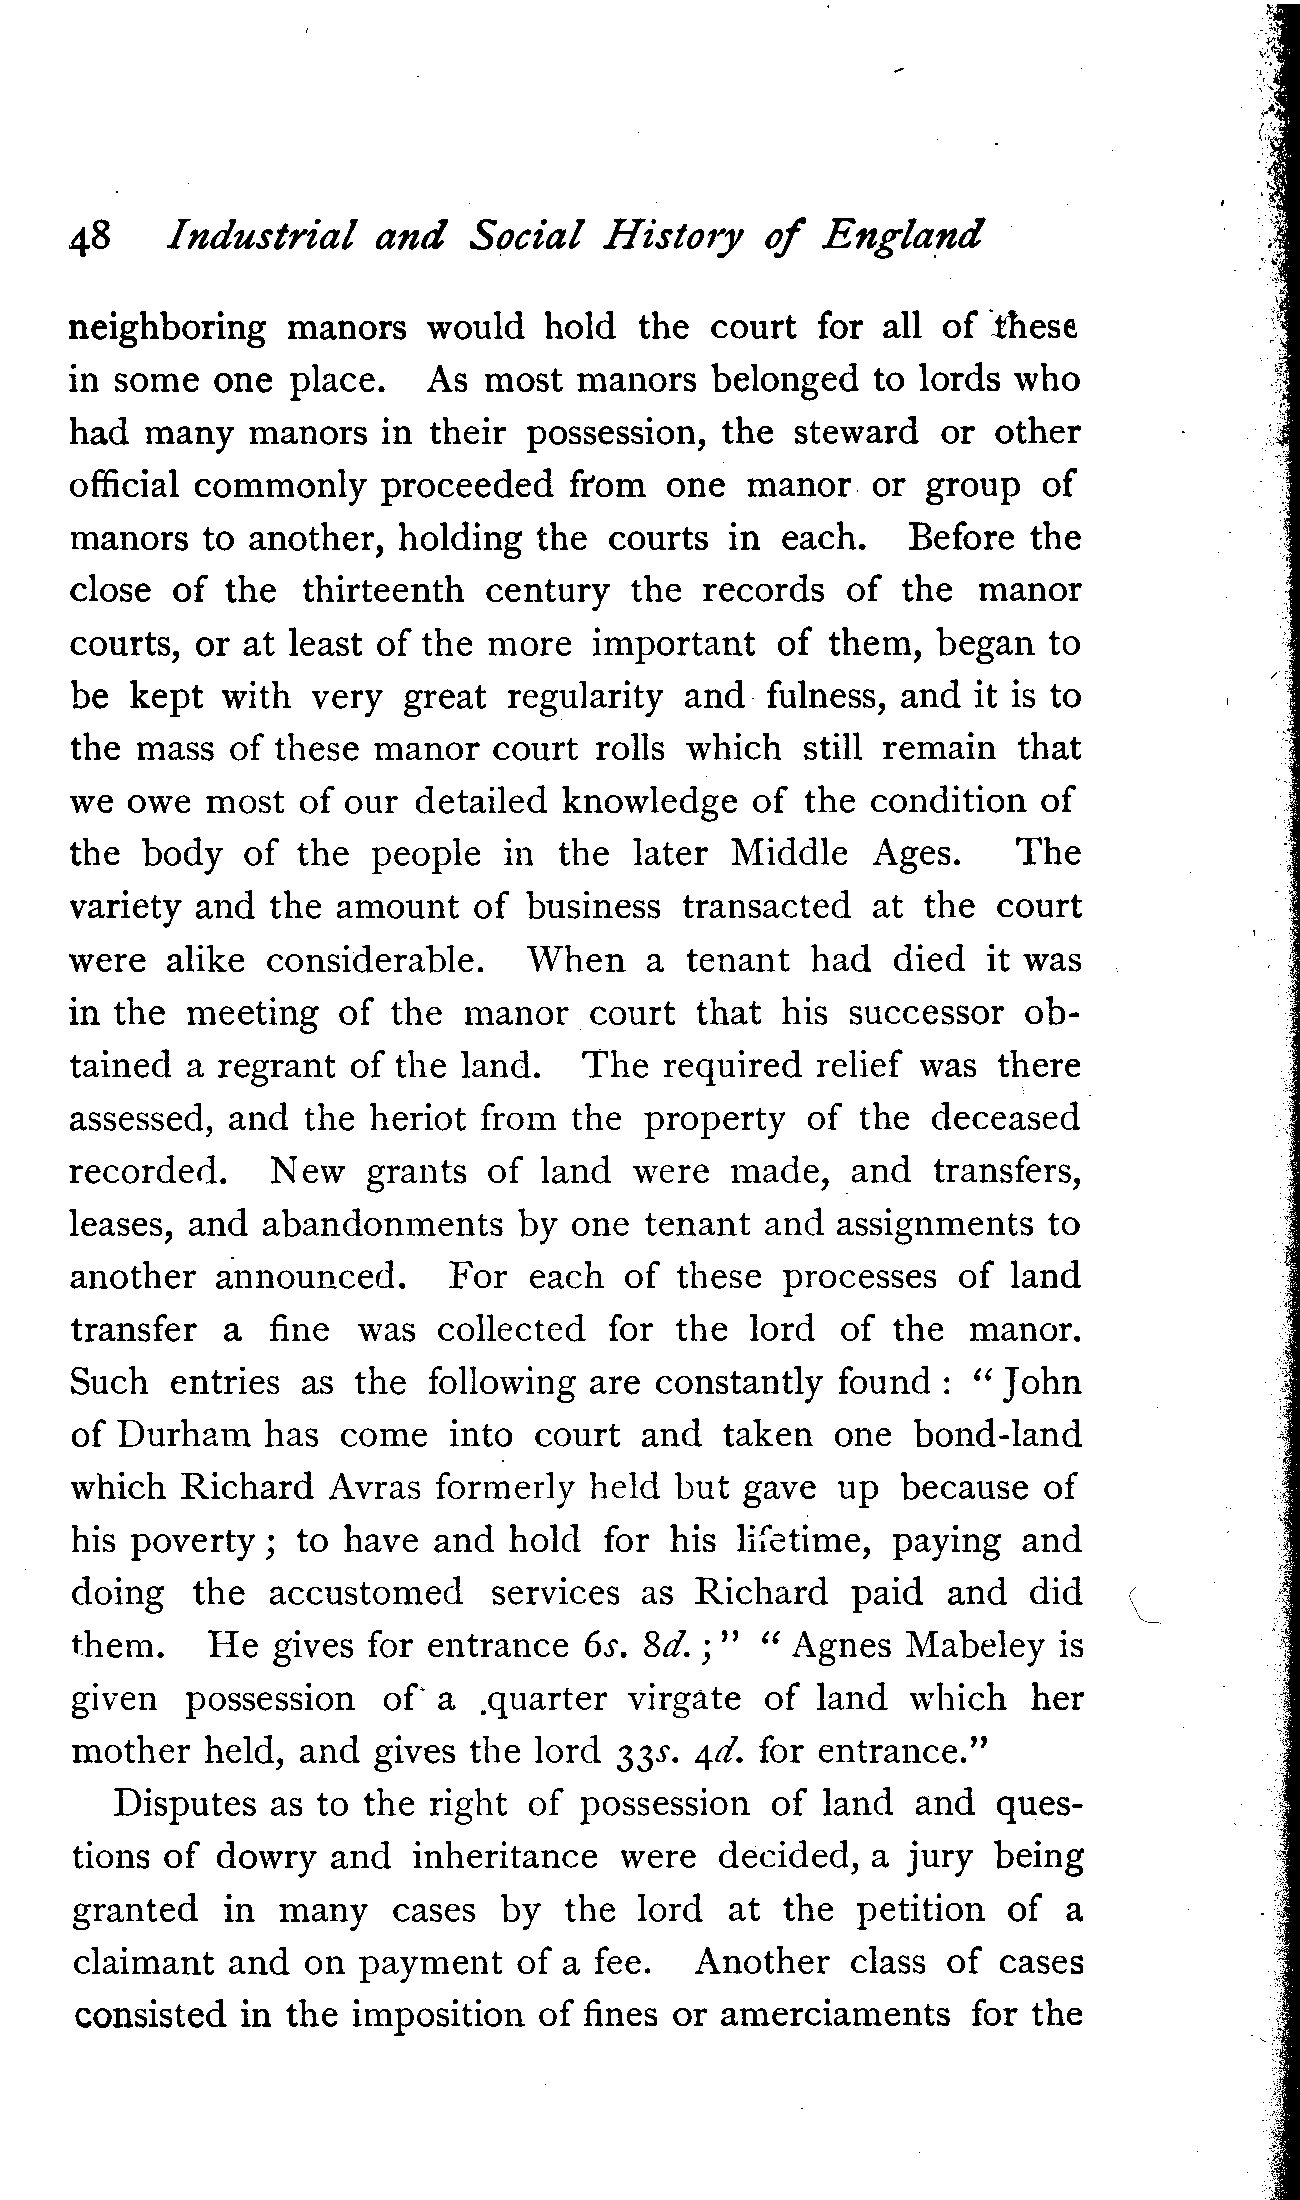 48 Industrial and Social History of England
neighboring manors would hold the court for all of these
in some one place. As most manors belonged to lords who
had many manors in their possession, the steward or other
official commonly proceeded from one manor or group of
manors to another, holding the courts in each. Before the
close of the thirteenth century the records of the manor
courts, or at least of the more important of them, began to
be kept with very great regularity and fulness, and it is to
the mass of these manor court rolls which still remain that
we owe most of our detailed knowledge of the condition of
the body of the people in the later Middle Ages. The
variety and the amount of business transacted at the court
were alike considerable. When a tenant had died it was
in the meeting of the manor court that his successor ob-
tained a regrant of the land. The required relief was there
assessed, and the heriot from the property of the deceased
recorded. New grants of land were made, and transfers,
leases, and abandonments by one tenant and assignments to
another announced. For each of these processes of land
transfer a fine was collected for the lord of the manor.
Such entries as the following are constantly found : “ John
of Durham has come into court and taken one bond-land
which Richard Avras formerly held but gave up because of
his poverty ; to have and hold for his lifetime, paying and
doing the accustomed services as Richard paid and did
them. He gives for entrance 6s. 8d. ; ” “ Agnes Mabeley is
given possession of a quarter virgate of land which her
mother held, and gives the lord 33s. 4d. for entrance.”
Disputes as to the right of possession of land and ques-
tions of dowry and inheritance were decided, a jury being
granted in many cases by the lord at the petition of a
claimant and on payment of a fee. Another class of cases
consisted in the imposition of fines or amerciaments for the